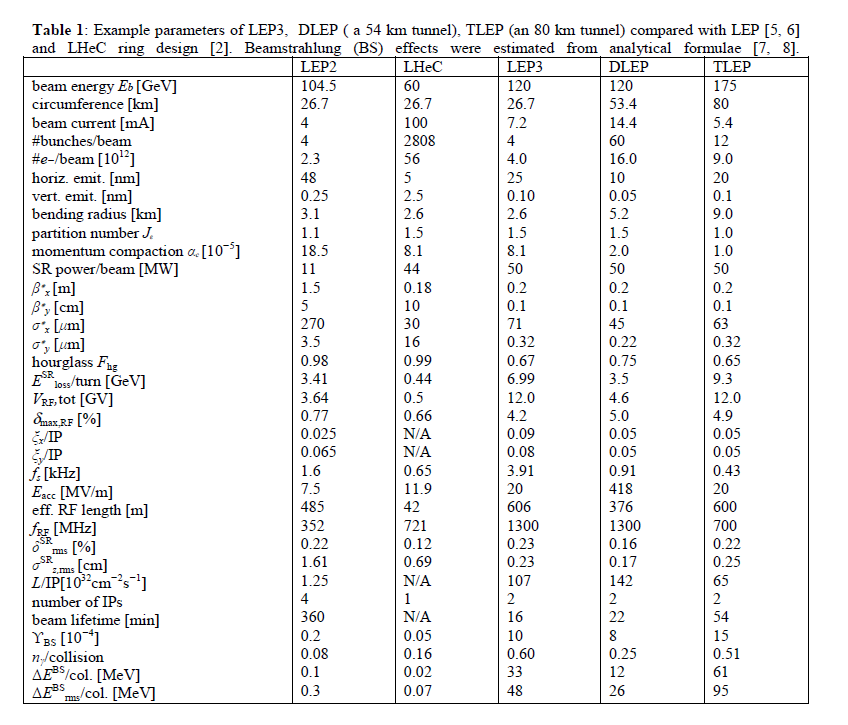 Table 1: Example parameters of LEP3, DLEP ( a 54 km tunnel), TLEP (an 80 km tunnel) compared with LEP [5, 6]
and LHeC ring design [2]. Beamstrahlung (BS) effects were estimated from analytical formulae [7, 8].
LEP2 LHeC LEP3 DLEP TLEP
beam energy Eb [GeV] 104.5 60 120 120 175
circumference [km] 26.7 26.7 26.7 53.4 80
beam current [mA] 4 100 7.2 14.4 5.4
#bunches/beam 4 2808 4 60 12
#e−/beam [10¹²] 2.3 56 4.0 16.0 9.0
horiz. emit. [nm] 48 5 25 10 20
vert. emit. [nm] 0.25 2.5 0.10 0.05 0.1
bending radius [km] 3.1 2.6 2.6 5.2 9.0
partition number Jε 1.1 1.5 1.5 1.5 1.0
momentum compaction αc [10⁻⁵] 18.5 8.1 8.1 2.0 1.0
SR power/beam [MW] 11 44 50 50 50
β*x [m] 1.5 0.18 0.2 0.2 0.2
β*y [cm] 5 10 0.1 0.1 0.1
σ*x [μm] 270 30 71 45 63
σ*y [μm] 3.5 16 0.32 0.22 0.32
hourglass Fhg 0.98 0.99 0.67 0.75 0.65
E^SR loss/turn [GeV] 3.41 0.44 6.99 3.5 9.3
VRF,tot [GV] 3.64 0.5 12.0 4.6 12.0
δmax,RF [%] 0.77 0.66 4.2 5.0 4.9
ξx/IP 0.025 N/A 0.09 0.05 0.05
ξy/IP 0.065 N/A 0.08 0.05 0.05
fs [kHz] 1.6 0.65 3.91 0.91 0.43
Eacc [MV/m] 7.5 11.9 20 418 20
eff. RF length [m] 485 42 606 376 600
fRF [MHz] 352 721 1300 1300 700
δ^SR rms [%] 0.22 0.12 0.23 0.16 0.22
σ^SR z,rms [cm] 1.61 0.69 0.23 0.17 0.25
L/IP[10³²cm⁻²s⁻¹] 1.25 N/A 107 142 65
number of IPs 4 1 2 2 2
beam lifetime [min] 360 N/A 16 22 54
ΥBS [10⁻⁴] 0.2 0.05 10 8 15
nγ/collision 0.08 0.16 0.60 0.25 0.51
ΔE^BS/col. [MeV] 0.1 0.02 33 12 61
ΔE^BS rms/col. [MeV] 0.3 0.07 48 26 95